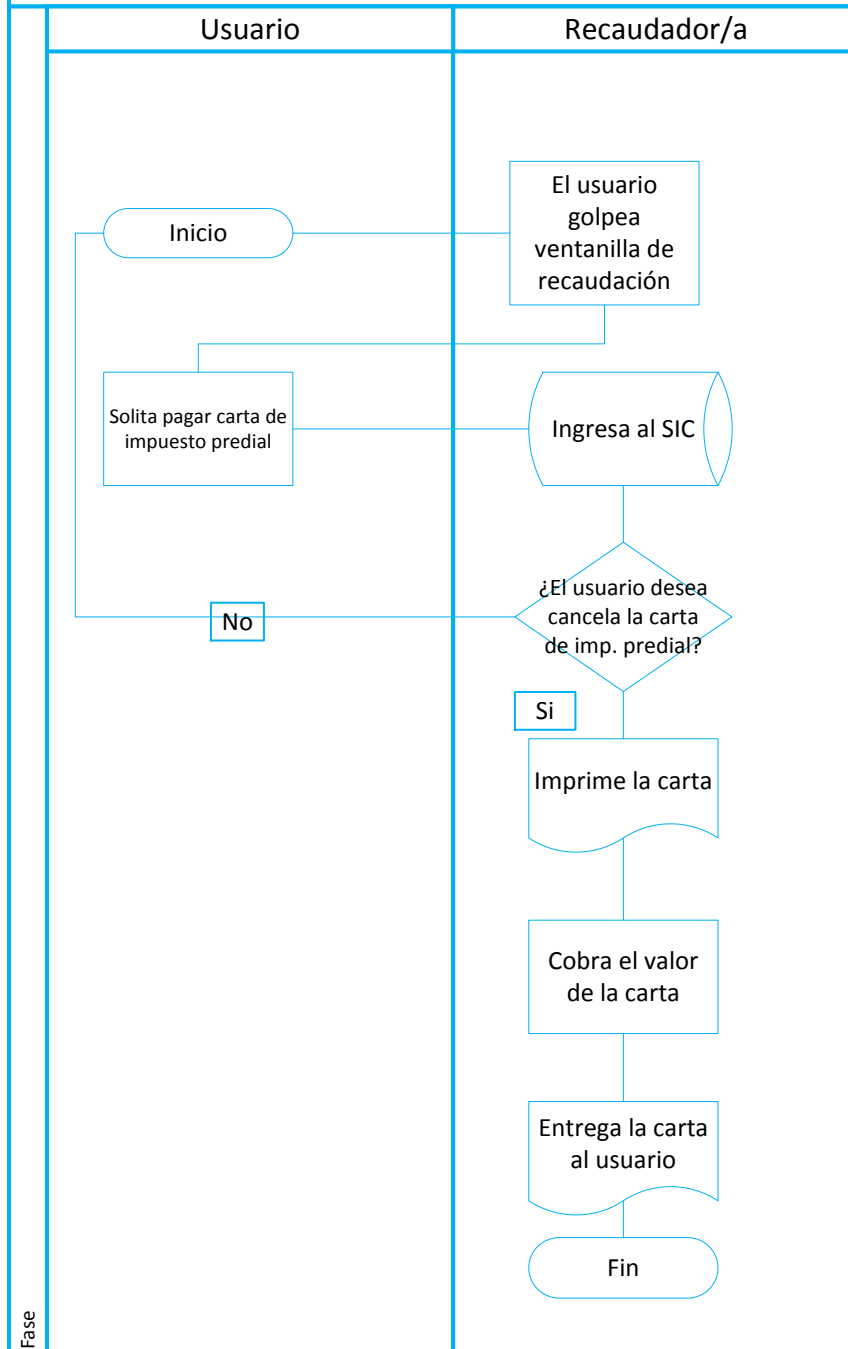 Usuario
Recaudador/a
Inicio
El usuario
golpea
ventanilla de
recaudación
Solita pagar carta de
impuesto predial
Ingresa al SIC
¿El usuario desea
cancela la carta
de imp. predial?
No
Si
Imprime la carta
Cobra el valor
de la carta
Entrega la carta
al usuario
Fin
Fase